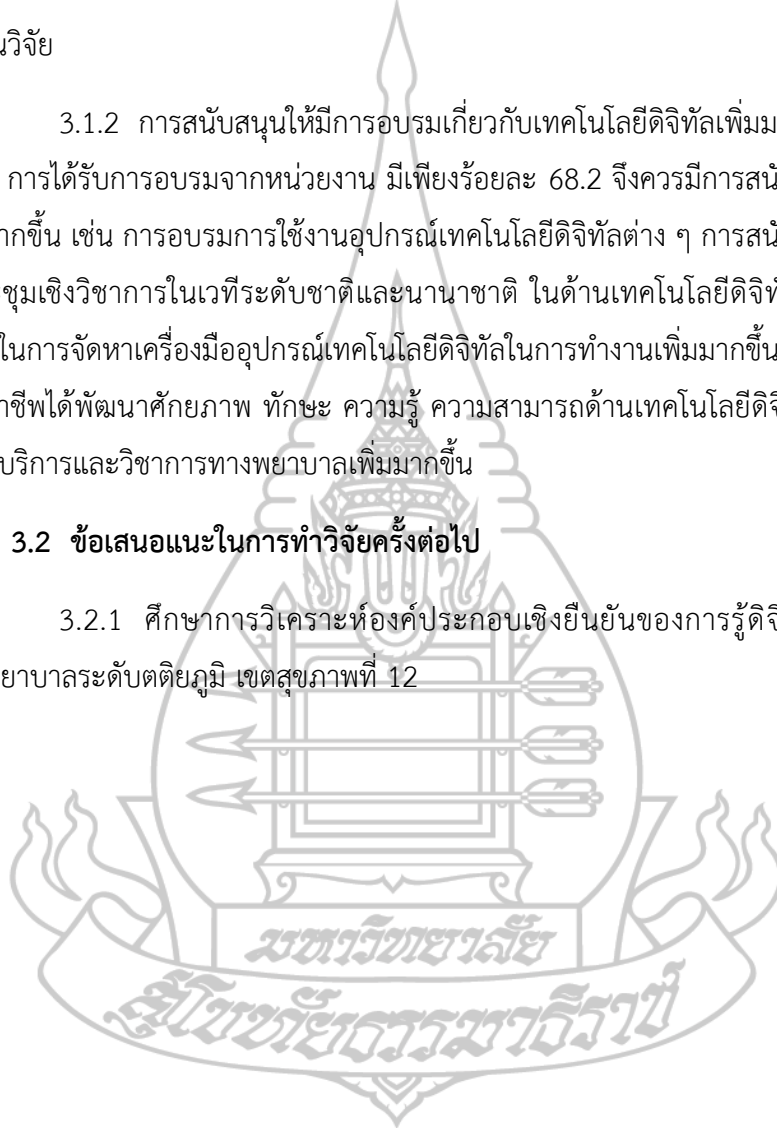 นวิจัย
3.1.2 การสนับสนุนให้มีการอบรมเกี่ยวกับเทคโนโลยีดิจิทัลเพิ่มม
การได้รับการอบรมจากหน่วยงาน มีเพียงร้อยละ 68.2 จึงควรมีการสนั
ากขึ้น เช่น การอบรมการใช้งานอุปกรณ์เทคโนโลยีดิจิทัลต่าง ๆ การสนั
ะชุมเชิงวิชาการในเวทีระดับชาติและนานาชาติ ในด้านเทคโนโลยีดิจิทั
ในการจัดหาเครื่องมืออุปกรณ์เทคโนโลยีดิจิทัลในการทำงานเพิ่มมากขึ้น
าชีพได้พัฒนาศักยภาพ ทักษะ ความรู้ ความสามารถด้านเทคโนโลยีดิจิ
บริการและวิชาการทางพยาบาลเพิ่มมากขึ้น
3.2 ข้อเสนอแนะในการทำวิจัยครั้งต่อไป
3.2.1 ศึกษาการวิเคราะห์องค์ประกอบเชิงยืนยันของการรู้ดิจิ
ยาบาลระดับตติยภูมิ เขตสุขภาพที่ 12
มหาวิทยาลัย
สุโขทัยธรรมาธิราช